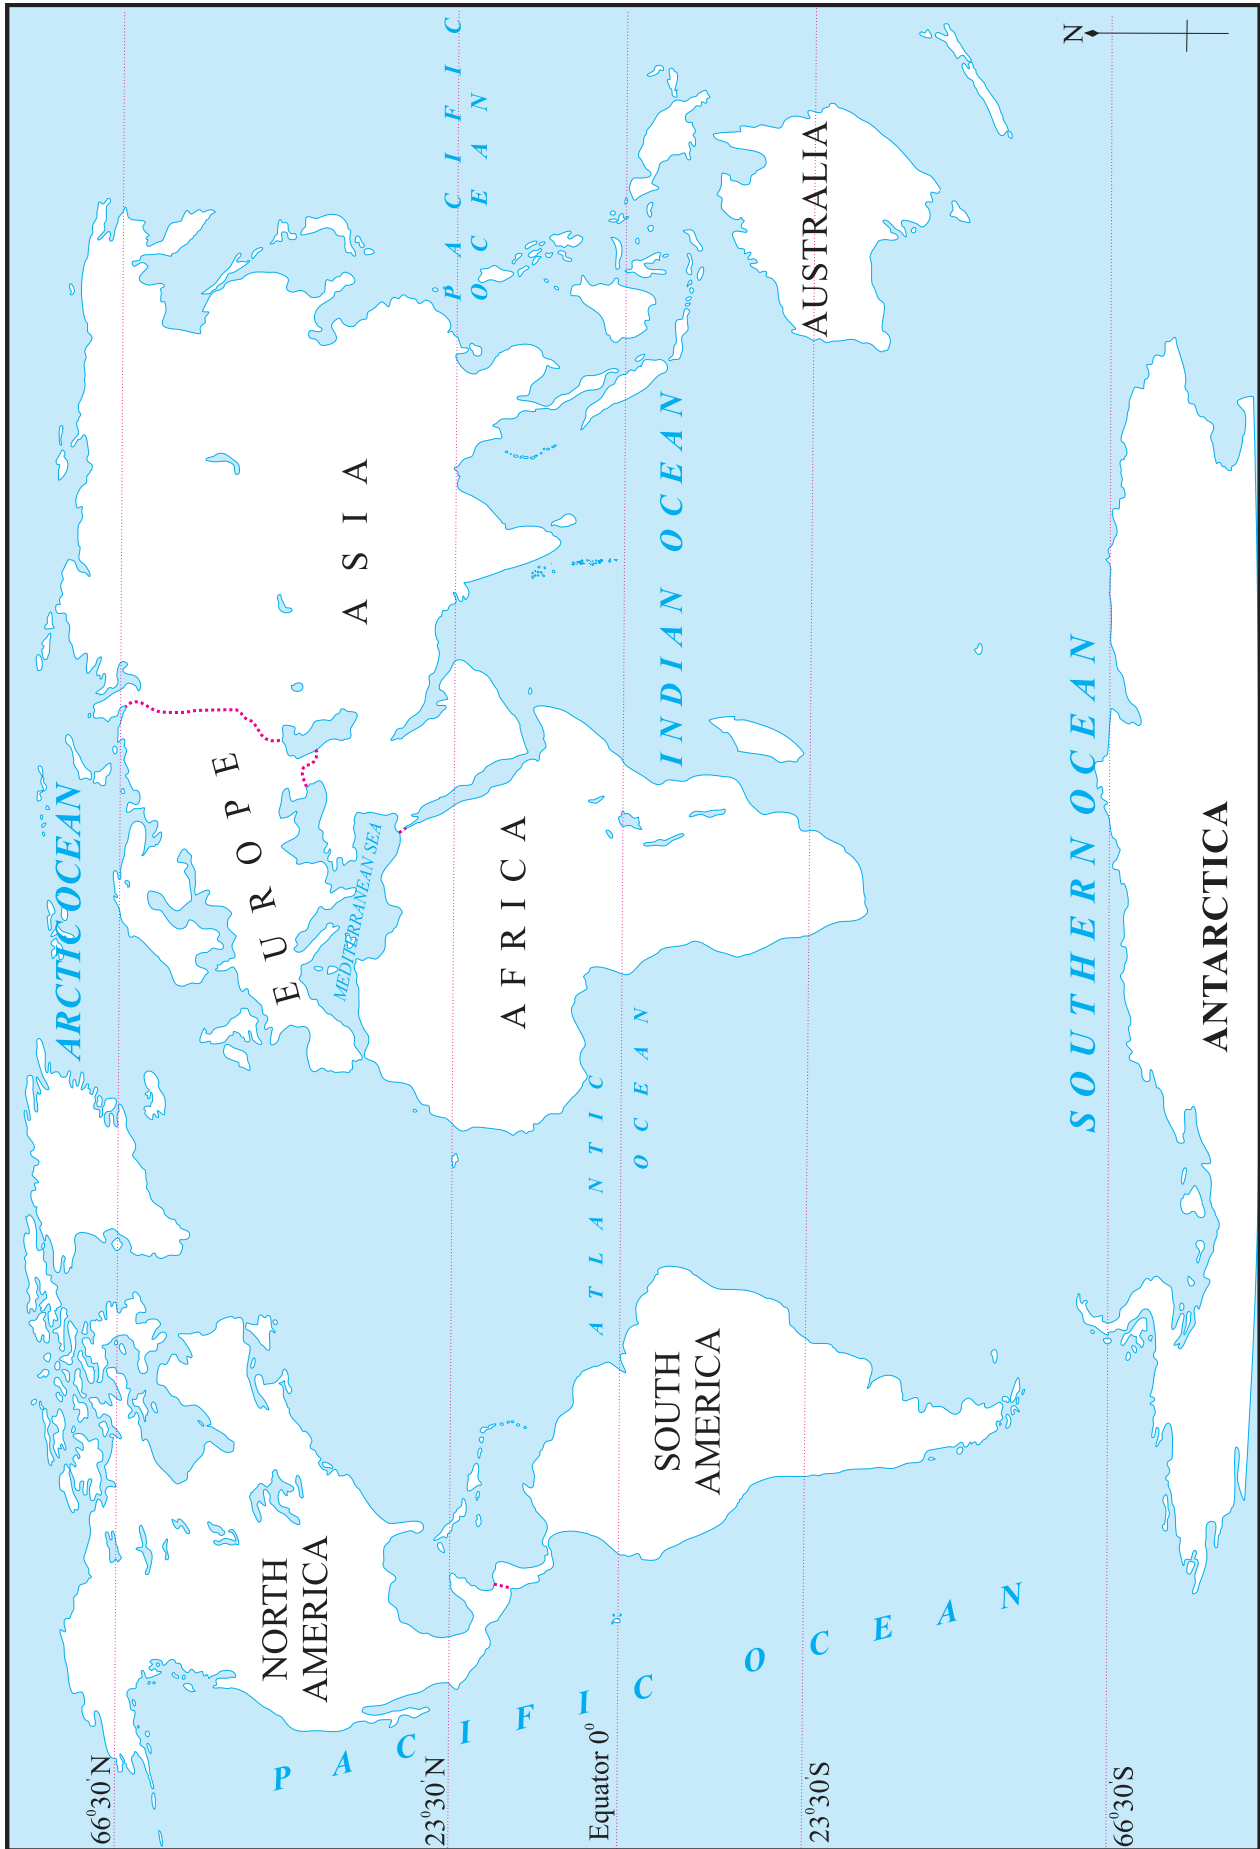 N
ARCTIC OCEAN
66°30'N
EUROPE
ASIA
NORTH
AMERICA
MEDITERRANEAN SEA
PACIFIC
OCEAN
23°30'N
AFRICA
ATLANTIC
OCEAN
PACIFIC OCEAN
Equator 0°
INDIAN OCEAN
SOUTH
AMERICA
AUSTRALIA
23°30'S
SOUTHERN OCEAN
66°30'S
ANTARCTICA